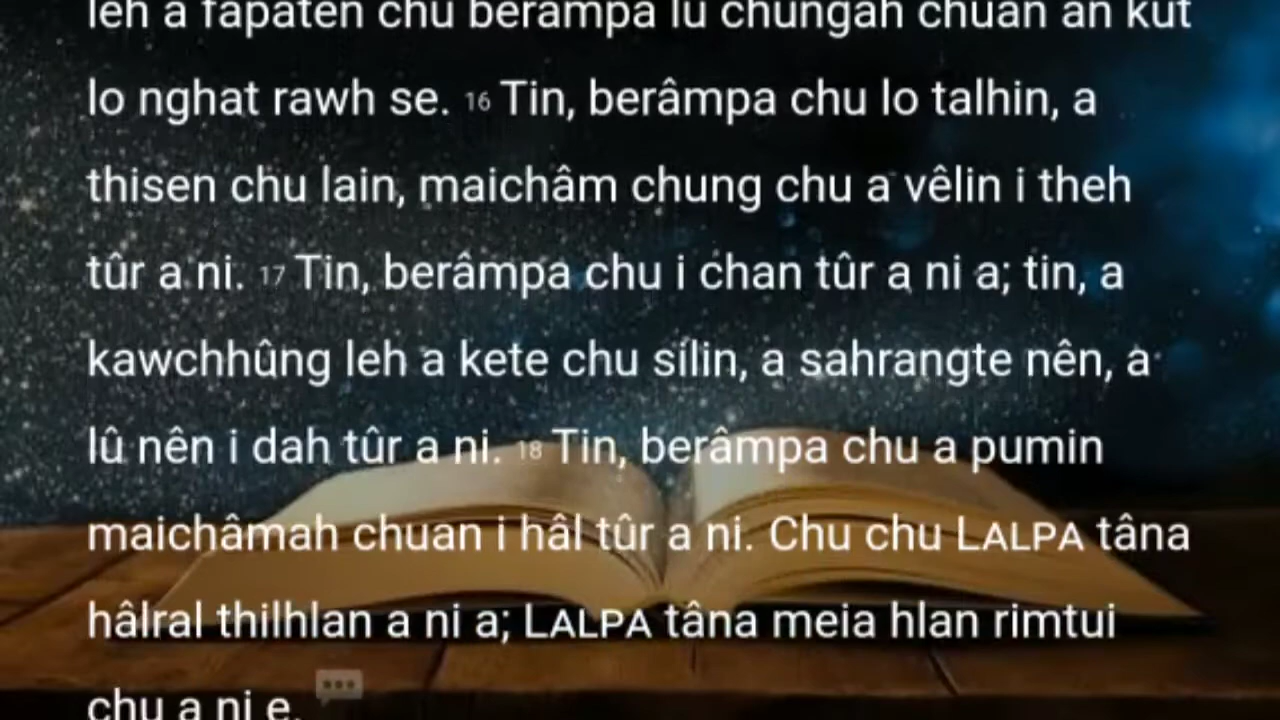 leh a fapaten chu berâmpa lû chungah chuan an kut
lo nghat rawh se. 16 Tin, berâmpa chu lo talhin, a
thisen chu lain, maichâm chung chu a vêlin i theh
tûr a ni. 17 Tin, berâmpa chu i chan tûr a ni a; tin, a
kawchhûng leh a kete chu sílin, a sahrangte nên, a
lû nên i dah tûr a ni. 18 Tin, berâmpa chu a pumin
maichâmah chuan i hâl tûr a ni. Chu chu LALPA tâna
hâlral thilhlan a ni a; LALPA tâna meia hlan rimtui
chu a ni e.